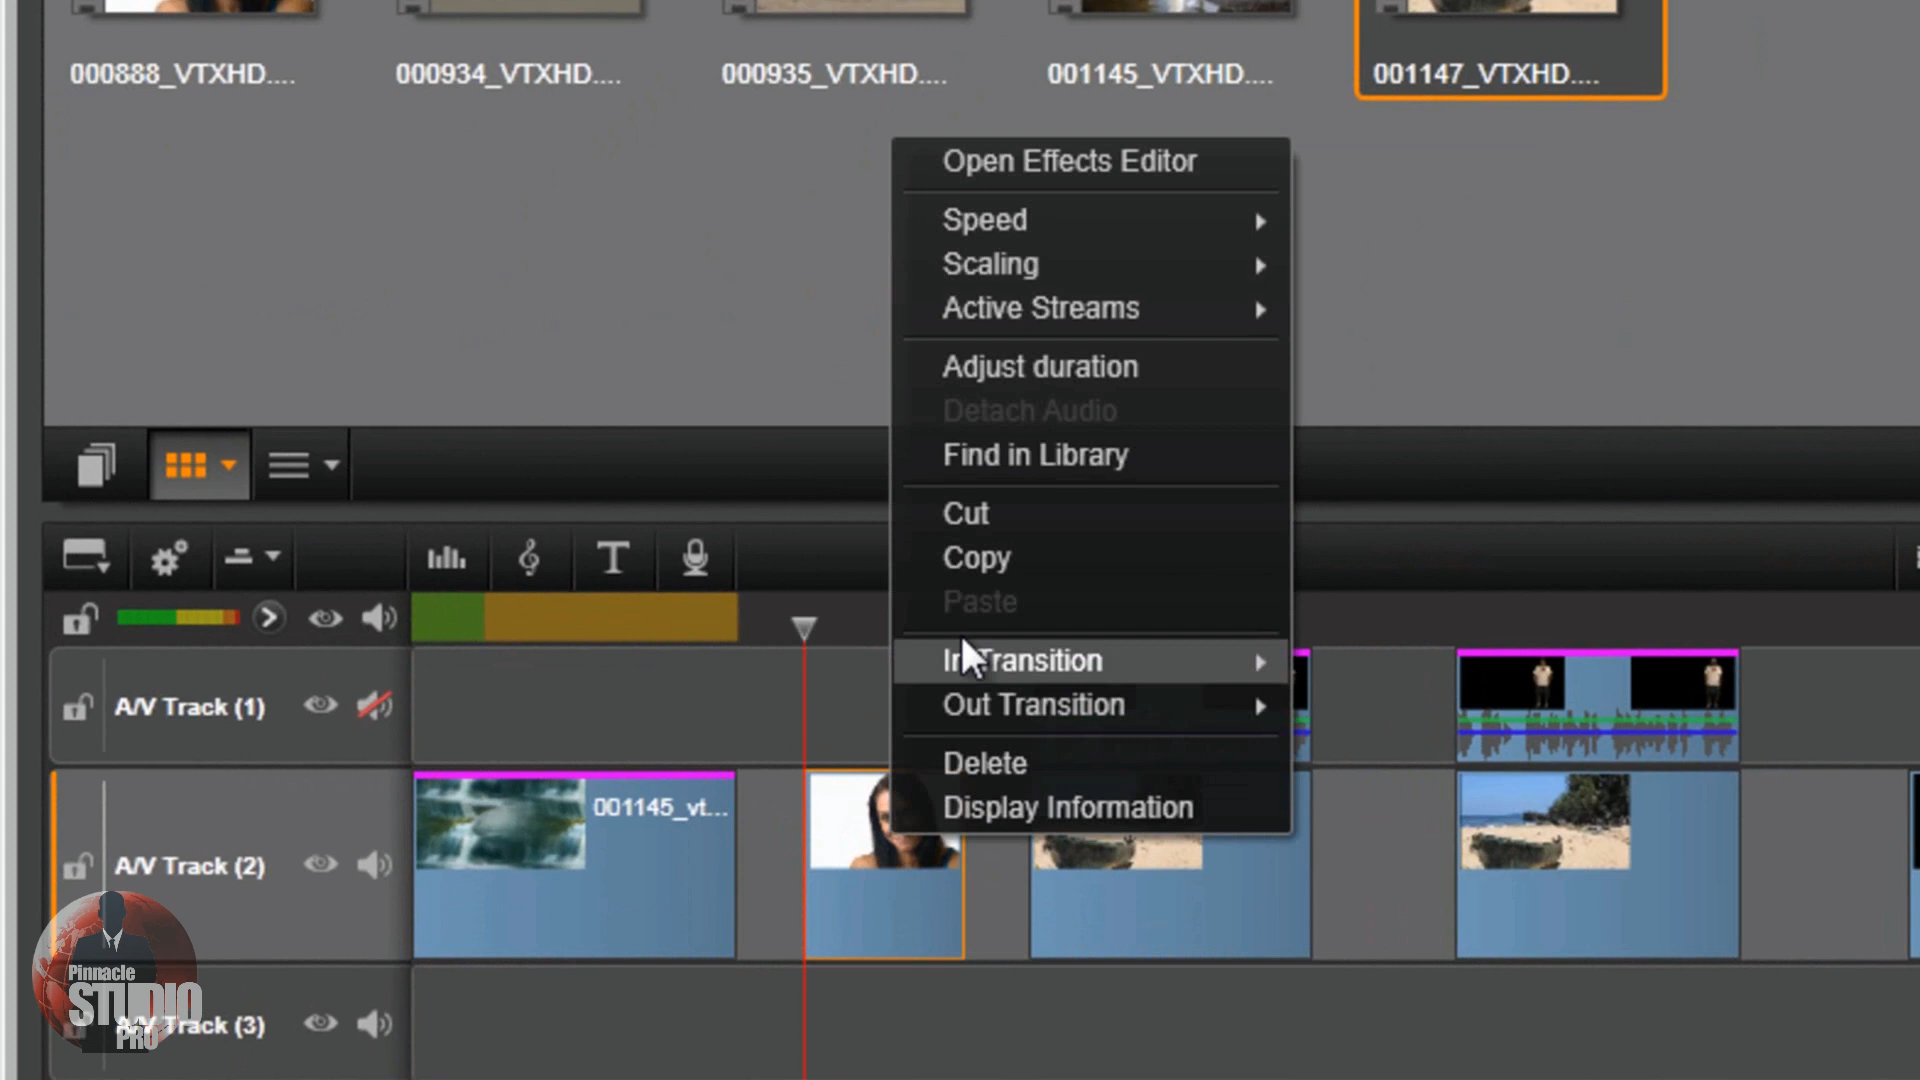 000888_VTXHD....
000934_VTXHD....
000935_VTXHD....
001145_VTXHD....
001147_VTXHD....
Open Effects Editor
Speed
Scaling
Active Streams
Adjust duration
Detach Audio
Find in Library
Cut
Copy
Paste
In Transition
Out Transition
Delete
Display Information
A/V Track (1)
001145_vt...
A/V Track (2)
A/V Track (3)
Pinnacle
STUDIO
PRO